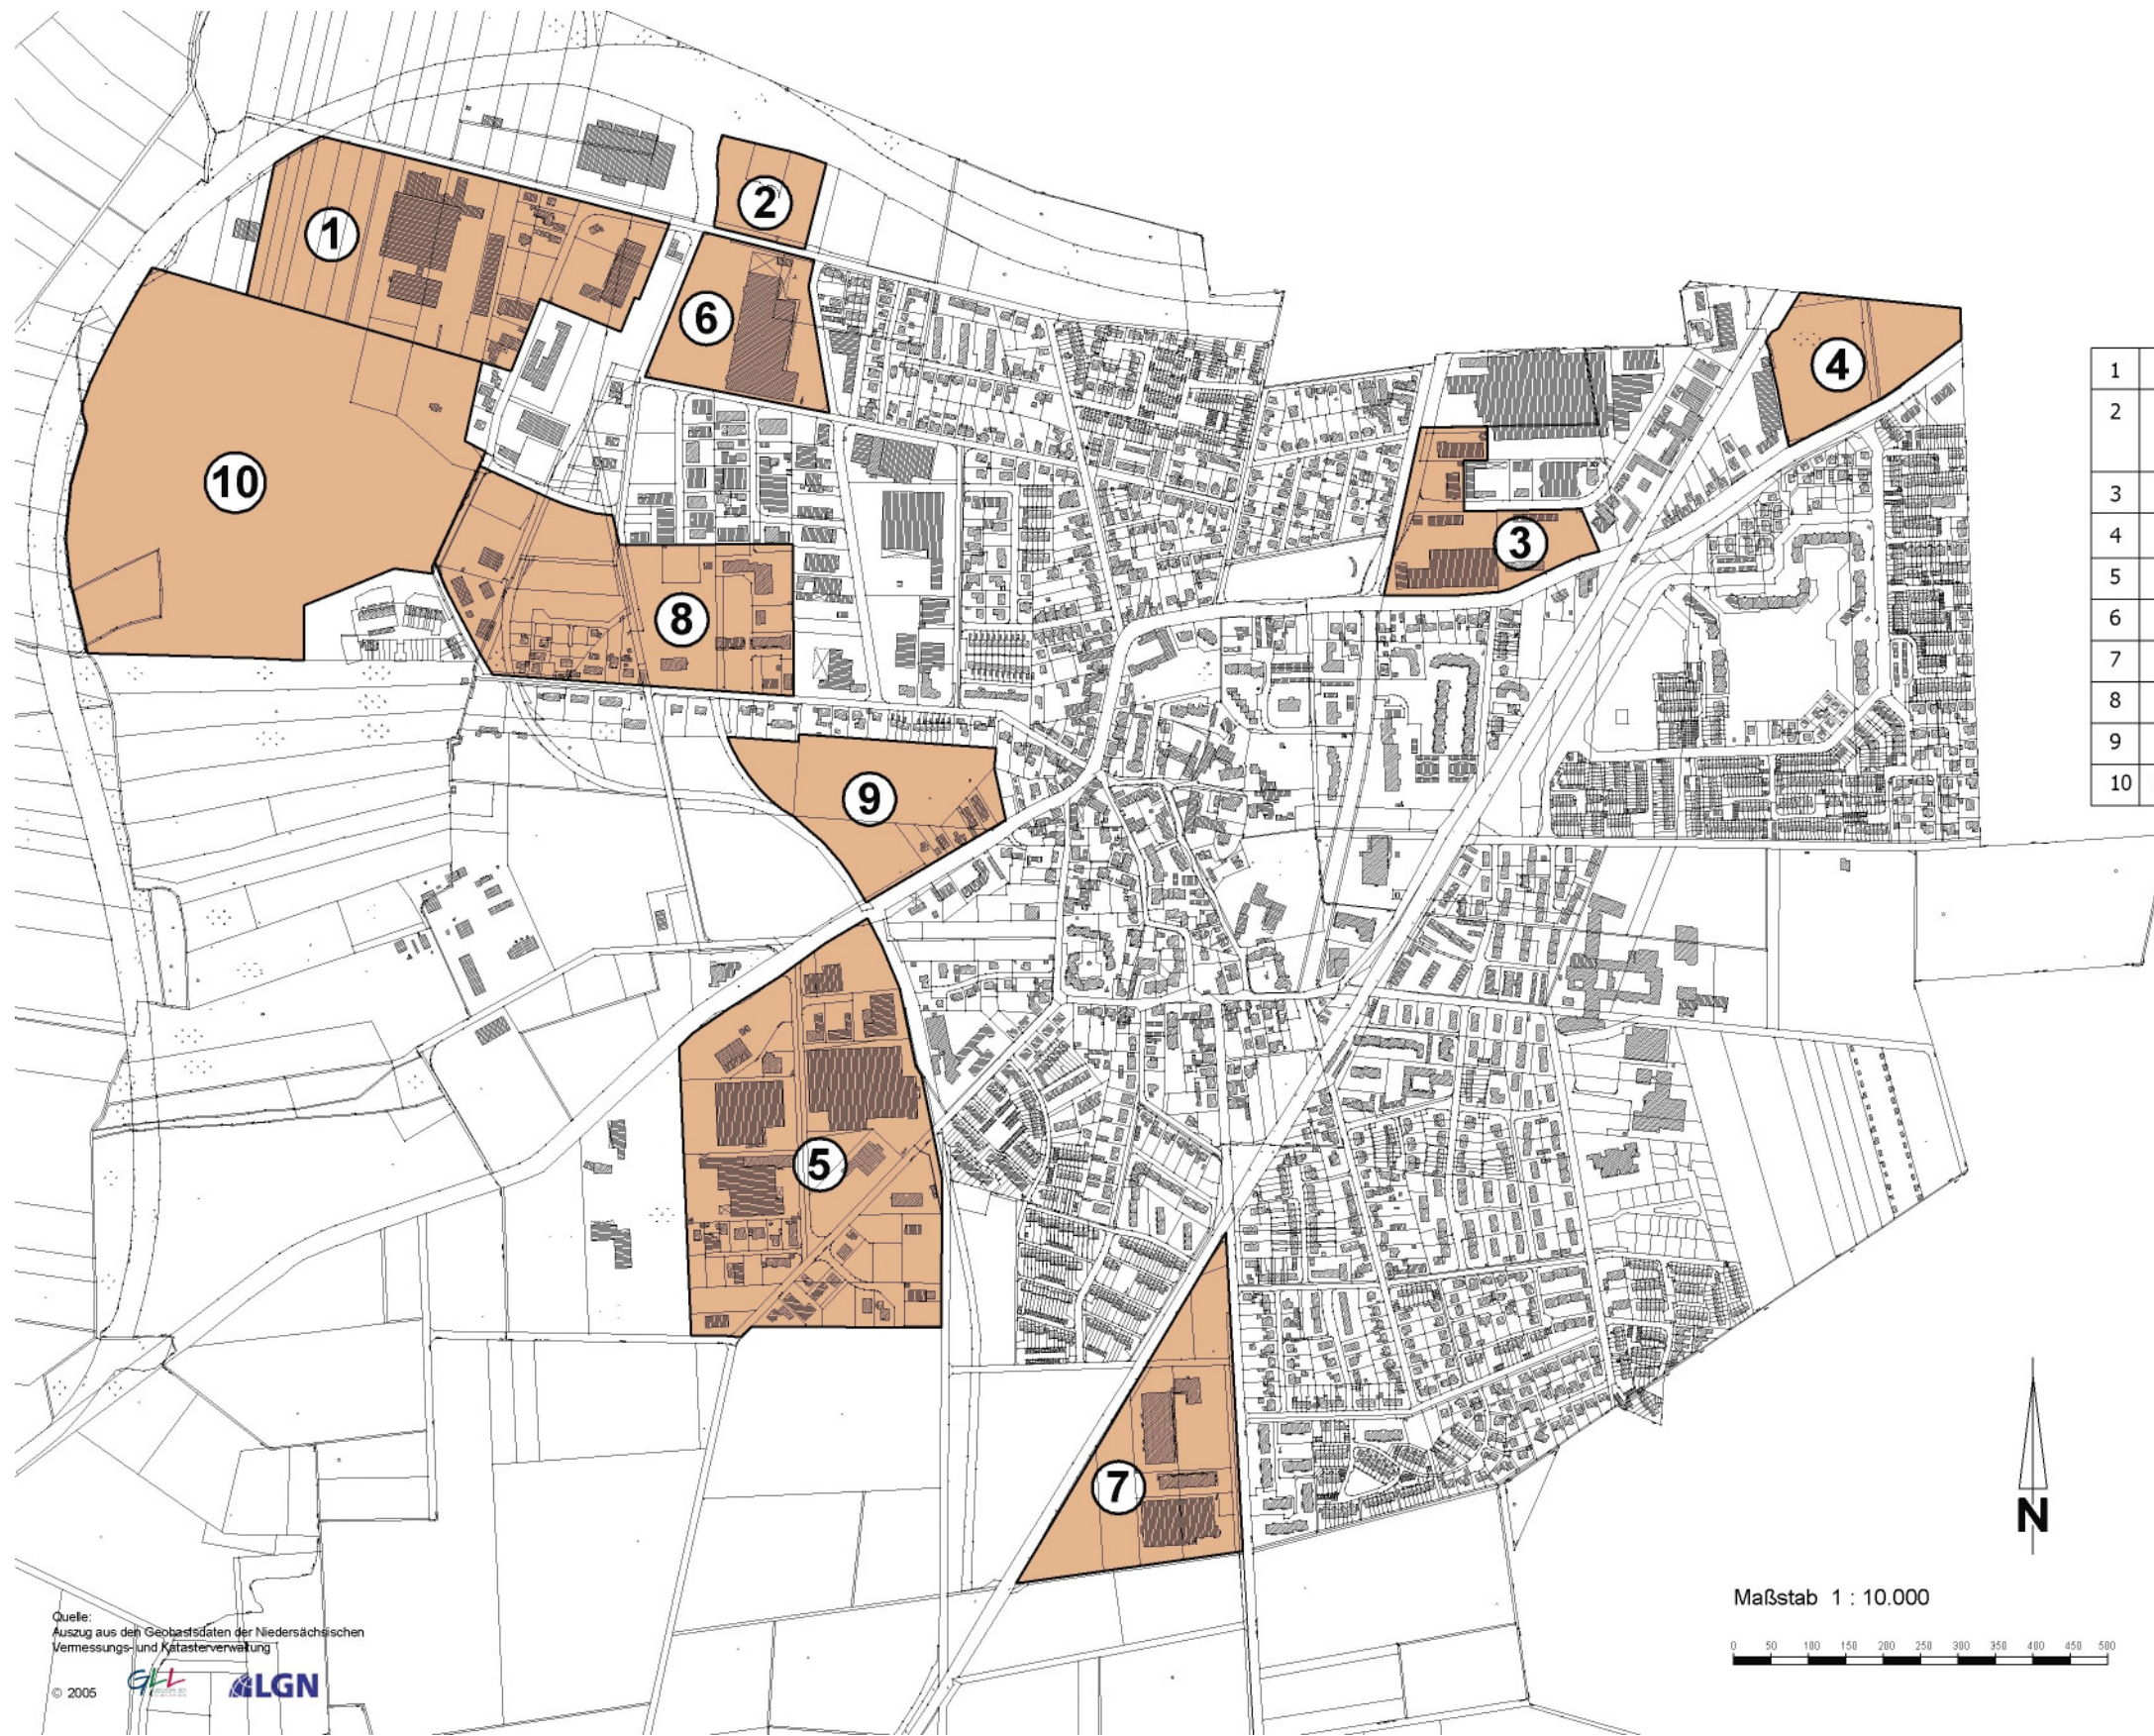 1
2
6
4
3
10
8
9
5
7
1
2
3
4
5
6
7
8
9
10
N
Maßstab 1 : 10.000
0 50 100 150 200 250 300 350 400 450 500
Quelle:
Auszug aus den Geobasisdaten der Niedersächsischen
Vermessungs- und Katasterverwaltung
© 2005
GLL
LGN